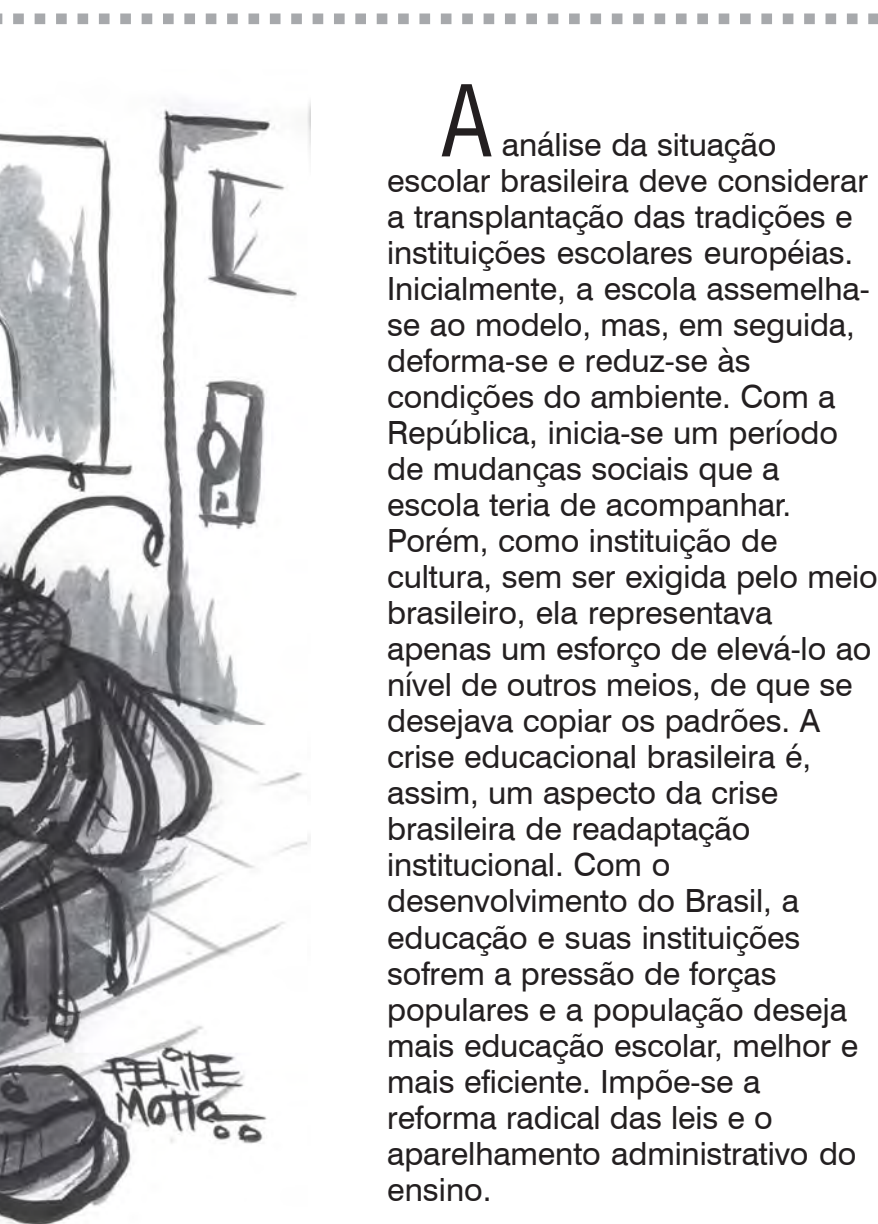 A análise da situação
escolar brasileira deve considerar
a transplantação das tradições e
instituições escolares européias.
Inicialmente, a escola assemelha-
se ao modelo, mas, em seguida,
deforma-se e reduz-se às
condições do ambiente. Com a
República, inicia-se um período
de mudanças sociais que a
escola teria de acompanhar.
Porém, como instituição de
cultura, sem ser exigida pelo meio
brasileiro, ela representava
apenas um esforço de elevá-lo ao
nível de outros meios, de que se
desejava copiar os padrões. A
crise educacional brasileira é,
assim, um aspecto da crise
brasileira de readaptação
institucional. Com o
desenvolvimento do Brasil, a
educação e suas instituições
sofrem a pressão de forças
populares e a população deseja
mais educação escolar, melhor e
mais eficiente. Impõe-se a
reforma radical das leis e o
aparelhamento administrativo do
ensino.
FELIPE
MOTTA
00